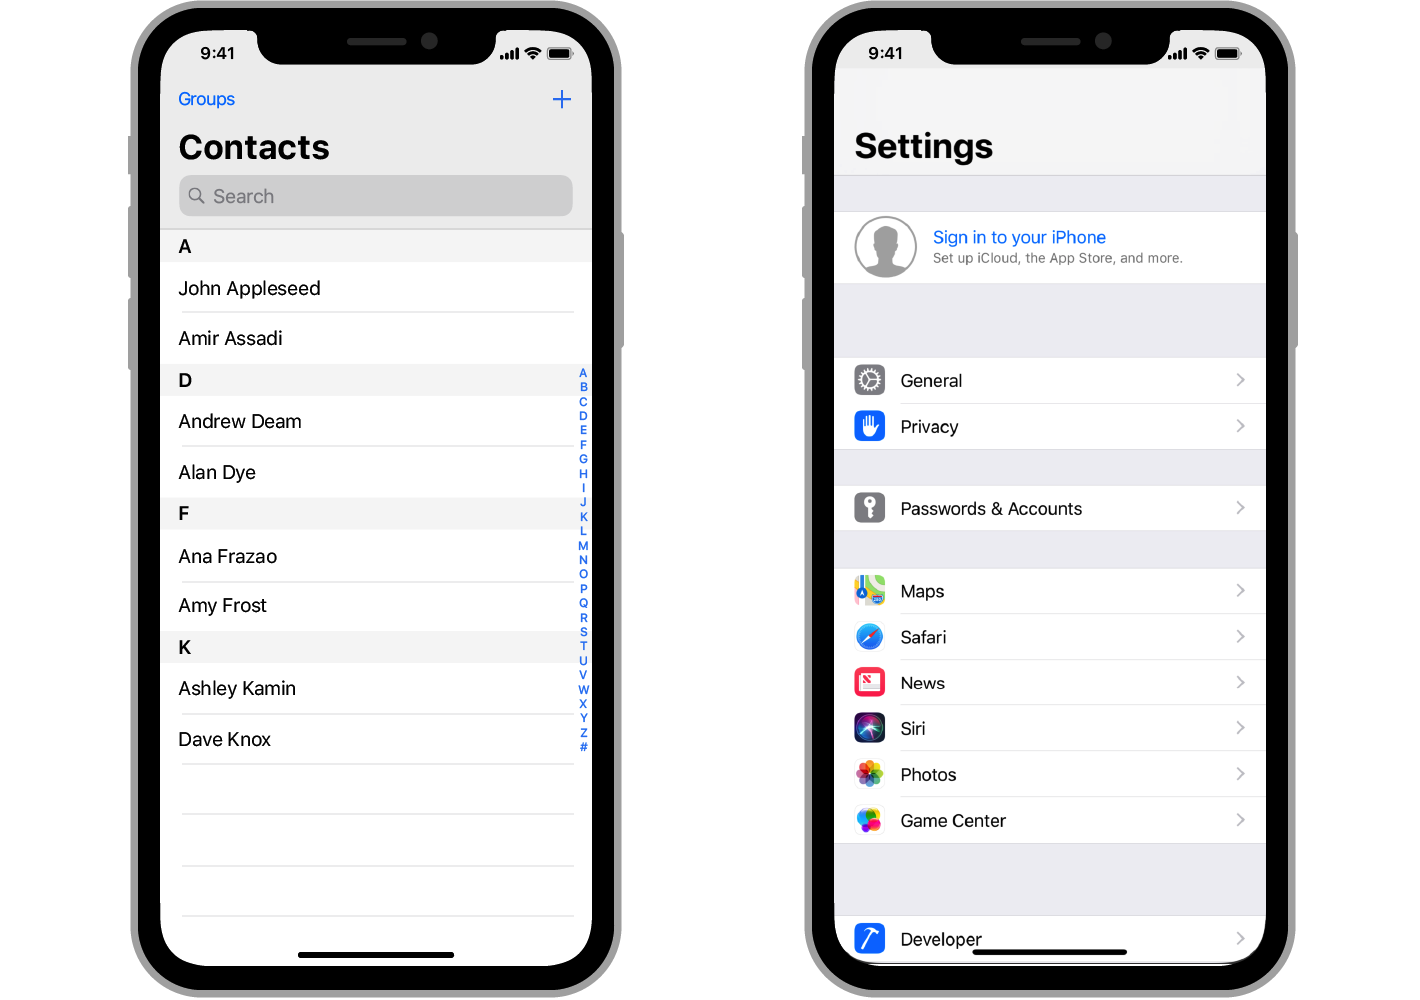 9:41
Groups
Contacts
Search
A
John Appleseed
Amir Assadi
D
Andrew Deam
Alan Dye
F
Ana Frazao
Amy Frost
K
Ashley Kamin
Dave Knox
A
B
C
D
E
F
G
H
I
J
K
L
M
N
O
P
Q
R
S
T
U
V
W
X
Y
Z
#
9:41
Settings
Sign in to your iPhone
Set up iCloud, the App Store, and more.
General
Privacy
Passwords & Accounts
Maps
Safari
News
Siri
Photos
Game Center
Developer